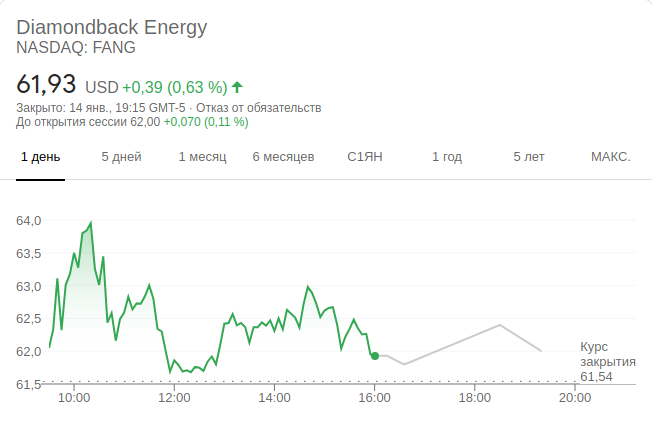 Diamondback Energy
NASDAQ: FANG
61,93 USD +0,39 (0,63 %)
Закрыто: 14 янв., 19:15 GMT-5 · Отказ от обязательств
До открытия сессии 62,00 +0,070 (0,11 %)
1 день 5 дней 1 месяц 6 месяцев С1ЯН 1 год 5 лет МАКС.
64,0
63,5
63,0
62,5
62,0
61,5
Курс
закрытия
61,54
10:00 12:00 14:00 16:00 18:00 20:00